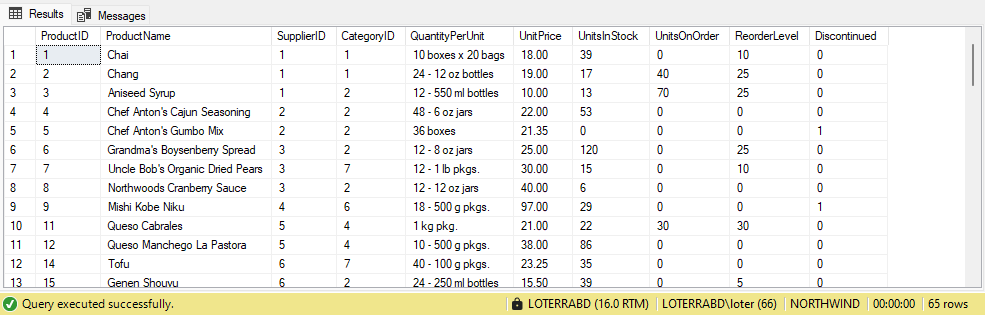 Results Messages
ProductID ProductName SupplierID CategoryID QuantityPerUnit UnitPrice UnitsInStock UnitsOnOrder ReorderLevel Discontinued
1 1 Chai 1 1 10 boxes x 20 bags 18.00 39 0 10 0
2 2 Chang 1 1 24 - 12 oz bottles 19.00 17 40 25 0
3 3 Aniseed Syrup 1 2 12 - 550 ml bottles 10.00 13 70 25 0
4 4 Chef Anton's Cajun Seasoning 2 2 48 - 6 oz jars 22.00 53 0 0 0
5 5 Chef Anton's Gumbo Mix 2 2 36 boxes 21.35 0 0 0 1
6 6 Grandma's Boysenberry Spread 3 2 12 - 8 oz jars 25.00 120 0 25 0
7 7 Uncle Bob's Organic Dried Pears 3 7 12 - 1 lb pkgs. 30.00 15 0 10 0
8 8 Northwoods Cranberry Sauce 3 2 12 - 12 oz jars 40.00 6 0 0 0
9 9 Mishi Kobe Niku 4 6 18 - 500 g pkgs. 97.00 29 0 0 1
10 11 Queso Cabrales 5 4 1 kg pkg. 21.00 22 30 30 0
11 12 Queso Manchego La Pastora 5 4 10 - 500 g pkgs. 38.00 86 0 0 0
12 14 Tofu 6 7 40 - 100 g pkgs. 23.25 35 0 0 0
13 15 Genen Shouyu 6 2 24 - 250 ml bottles 15.50 39 0 5 0
Query executed successfully. LOTERRABD (16.0 RTM) LOTERRABD\loter (66) NORTHWIND 00:00:00 65 rows